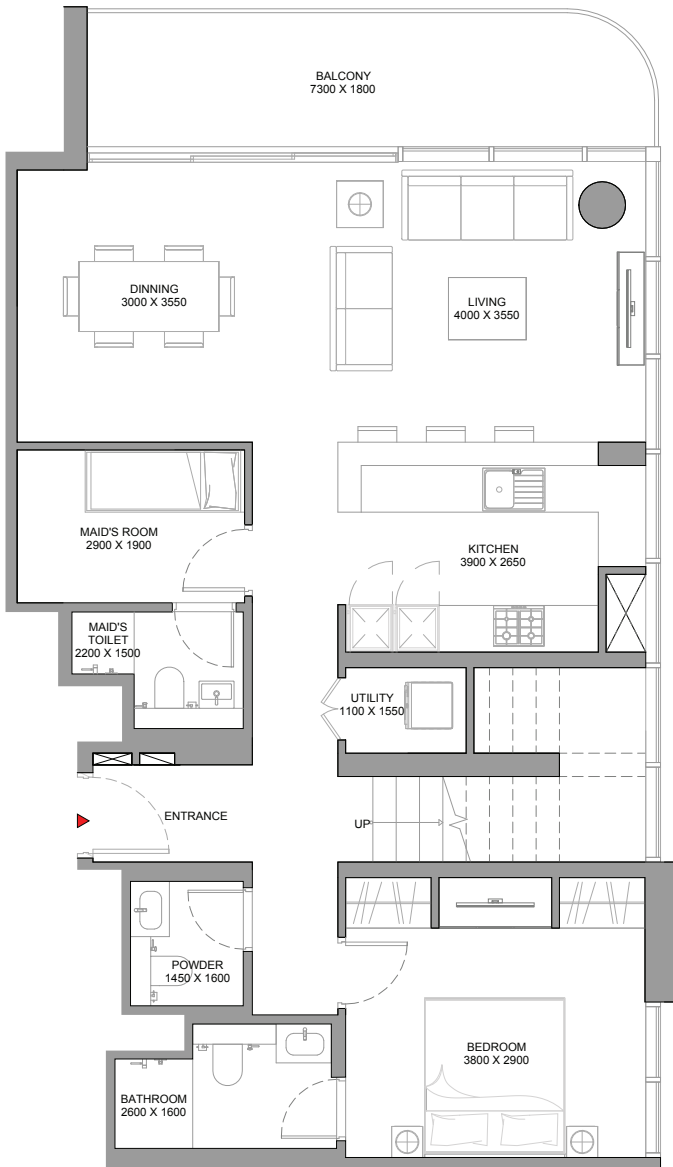 BALCONY
7300 X 1800
DINNING
3000 X 3550
LIVING
4000 X 3550
MAID'S ROOM
2900 X 1900
KITCHEN
3900 X 2650
MAID'S
TOILET
2200 X 1500
UTILITY
1100 X 1550
ENTRANCE
UP
POWDER
1450 X 1600
BEDROOM
3800 X 2900
BATHROOM
2600 X 1600